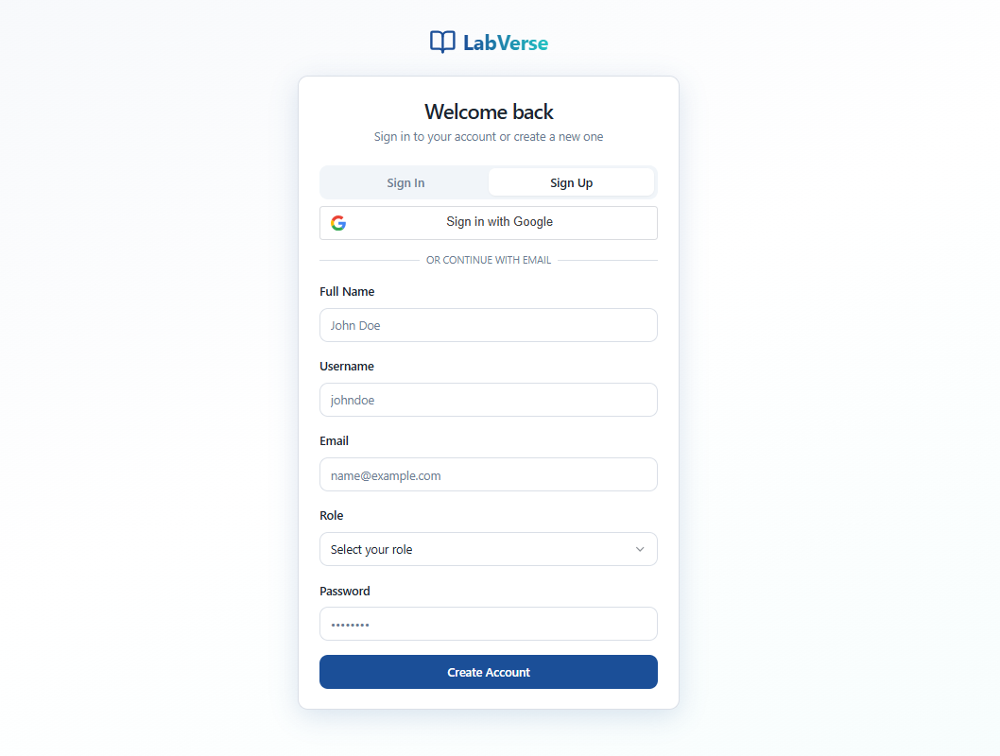 LabVerse
Welcome back
Sign in to your account or create a new one
Sign In
Sign Up
Sign in with Google
OR CONTINUE WITH EMAIL
Full Name
John Doe
Username
johndoe
Email
name@example.com
Role
Select your role
Password
••••••••
Create Account